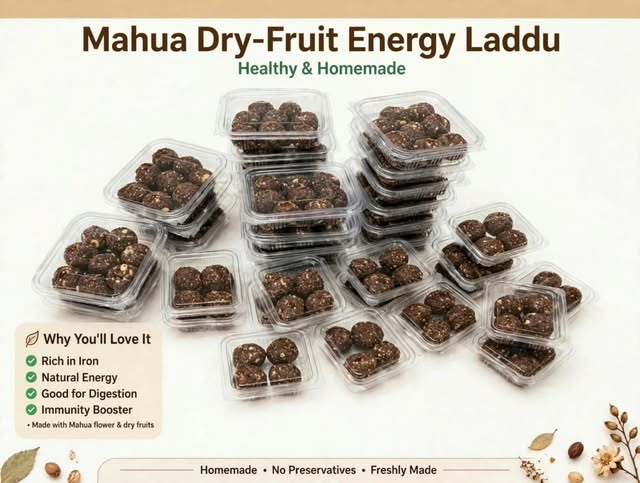 Mahua Dry-Fruit Energy Laddu
Healthy & Homemade
Why You'll Love It
Rich in Iron
Natural Energy
Good for Digestion
Immunity Booster
• Made with Mahua flower & dry fruits
Homemade • No Preservatives • Freshly Made